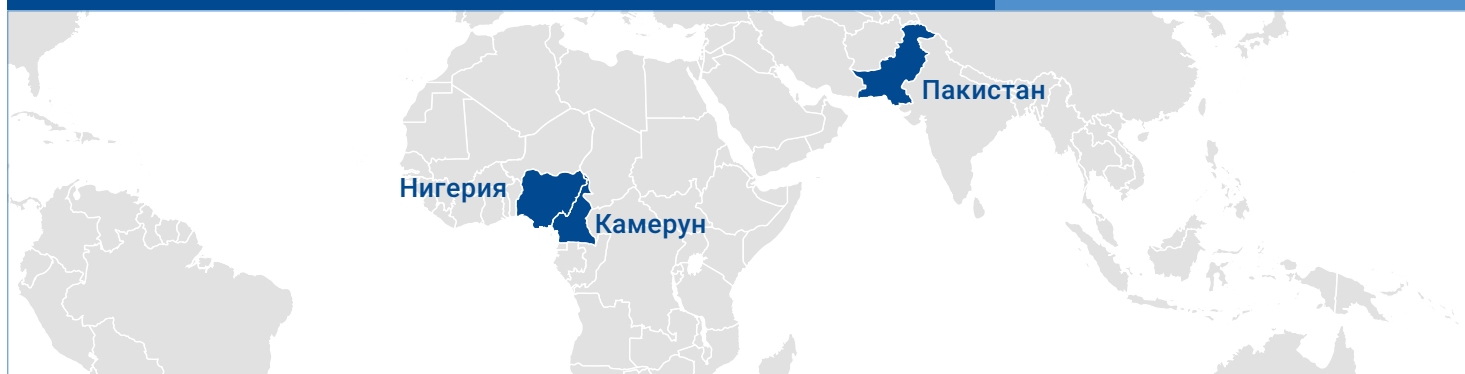 Пакистан
Нигерия
Камерун